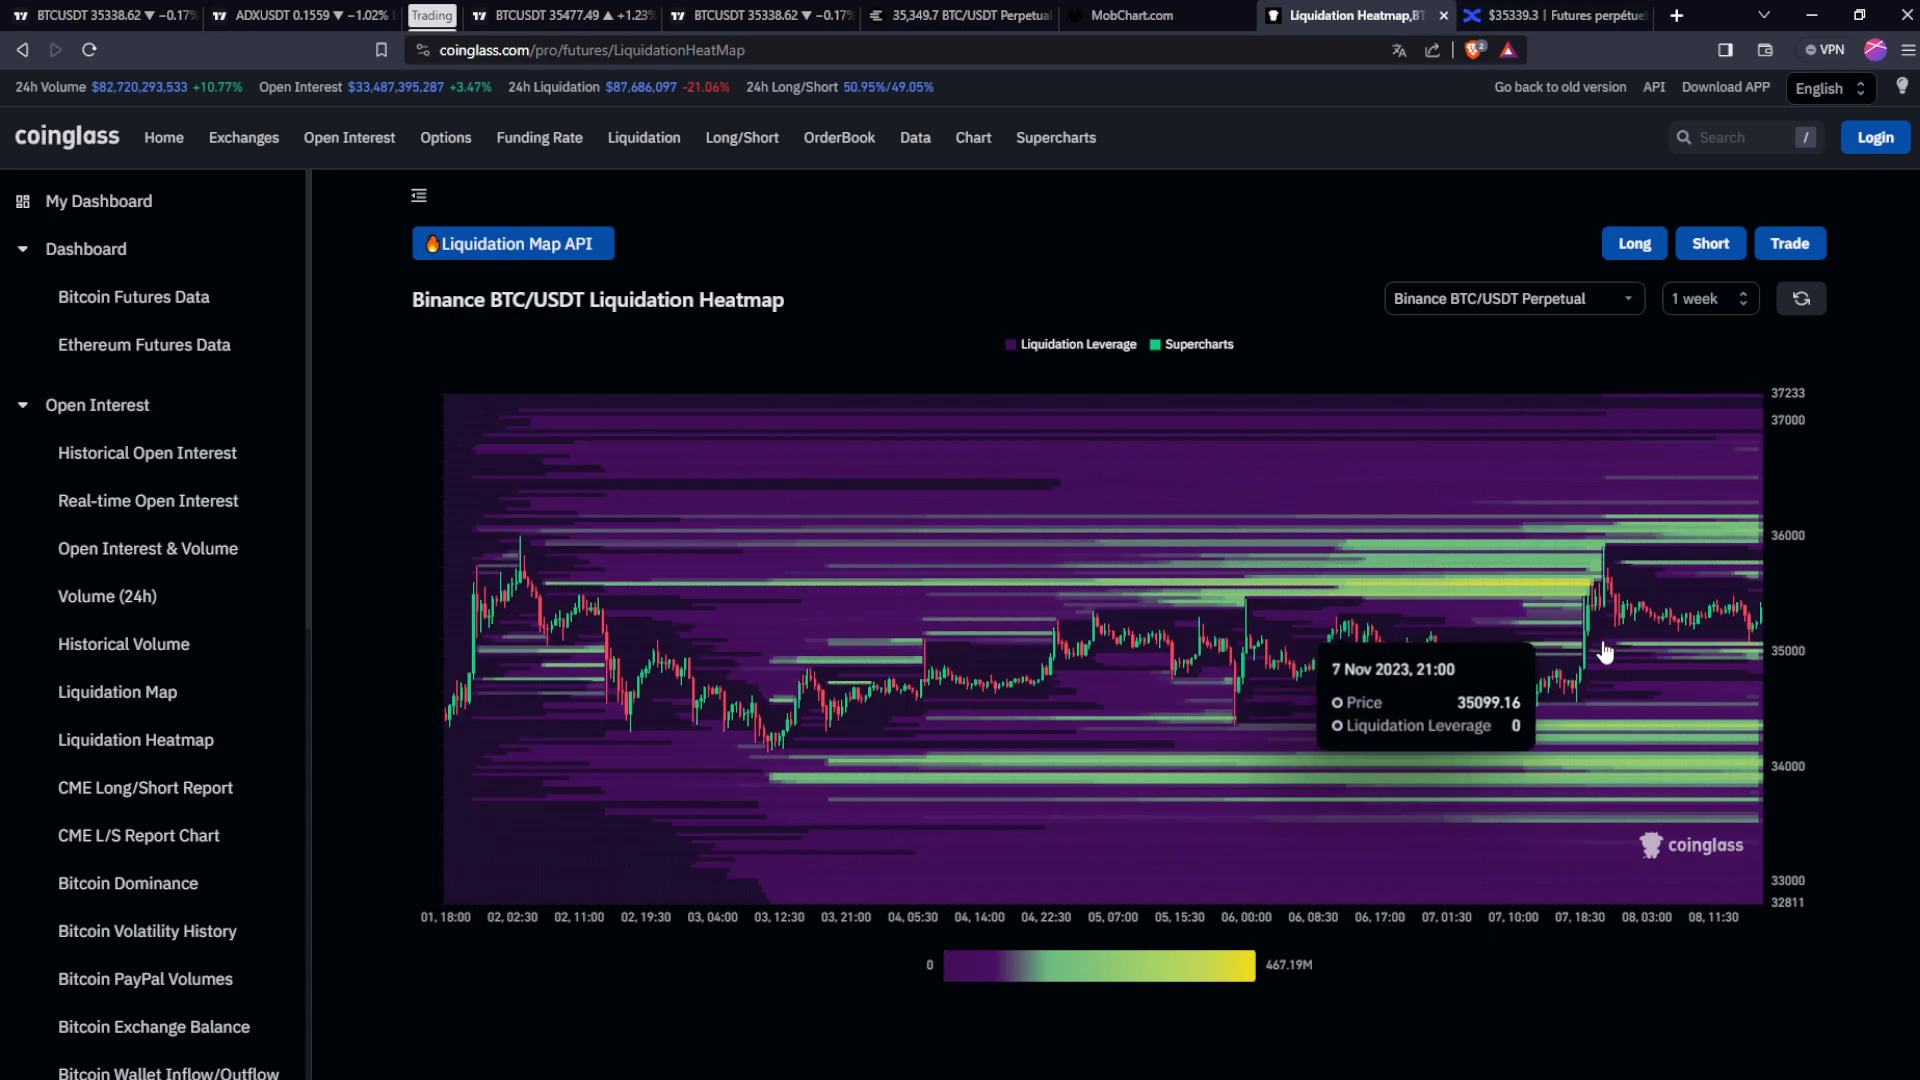 BTCUSDT 35338.62 ▼ −0.17%
ADXUSDT 0.1559 ▼ −1.02%
Trading
BTCUSDT 35477.49 ▲ +1.23%
BTCUSDT 35338.62 ▼ −0.17%
35,349.7 BTC/USDT Perpetual
MobChart.com
Liquidation Heatmap,BT
$35339.3 | Futures perpétue
coinglass.com/pro/futures/LiquidationHeatMap
2
VPN
24h Volume $82,720,293,533 +10.77% Open Interest $33,487,395,287 +3.47% 24h Liquidation $87,686,097 -21.06% 24h Long/Short 50.95%/49.05%
Go back to old version API Download APP English
coinglass
Home Exchanges Open Interest Options Funding Rate Liquidation Long/Short OrderBook Data Chart Supercharts
Search /
Login
My Dashboard
Dashboard
Bitcoin Futures Data
Ethereum Futures Data
Open Interest
Historical Open Interest
Real-time Open Interest
Open Interest & Volume
Volume (24h)
Historical Volume
Liquidation Map
Liquidation Heatmap
CME Long/Short Report
CME L/S Report Chart
Bitcoin Dominance
Bitcoin Volatility History
Bitcoin PayPal Volumes
Bitcoin Exchange Balance
Bitcoin Wallet Inflow/Outflow
🔥Liquidation Map API
Long Short Trade
Binance BTC/USDT Liquidation Heatmap
Binance BTC/USDT Perpetual
1 week
Liquidation Leverage Supercharts
37233
37000
36000
35000
34000
33000
32811
7 Nov 2023, 21:00
Price 35099.16
Liquidation Leverage 0
coinglass
01, 18:00 02, 02:30 02, 11:00 02, 19:30 03, 04:00 03, 12:30 03, 21:00 04, 05:30 04, 14:00 04, 22:30 05, 07:00 05, 15:30 06, 00:00 06, 08:30 06, 17:00 07, 01:30 07, 10:00 07, 18:30 08, 03:00 08, 11:30
0 467.19M